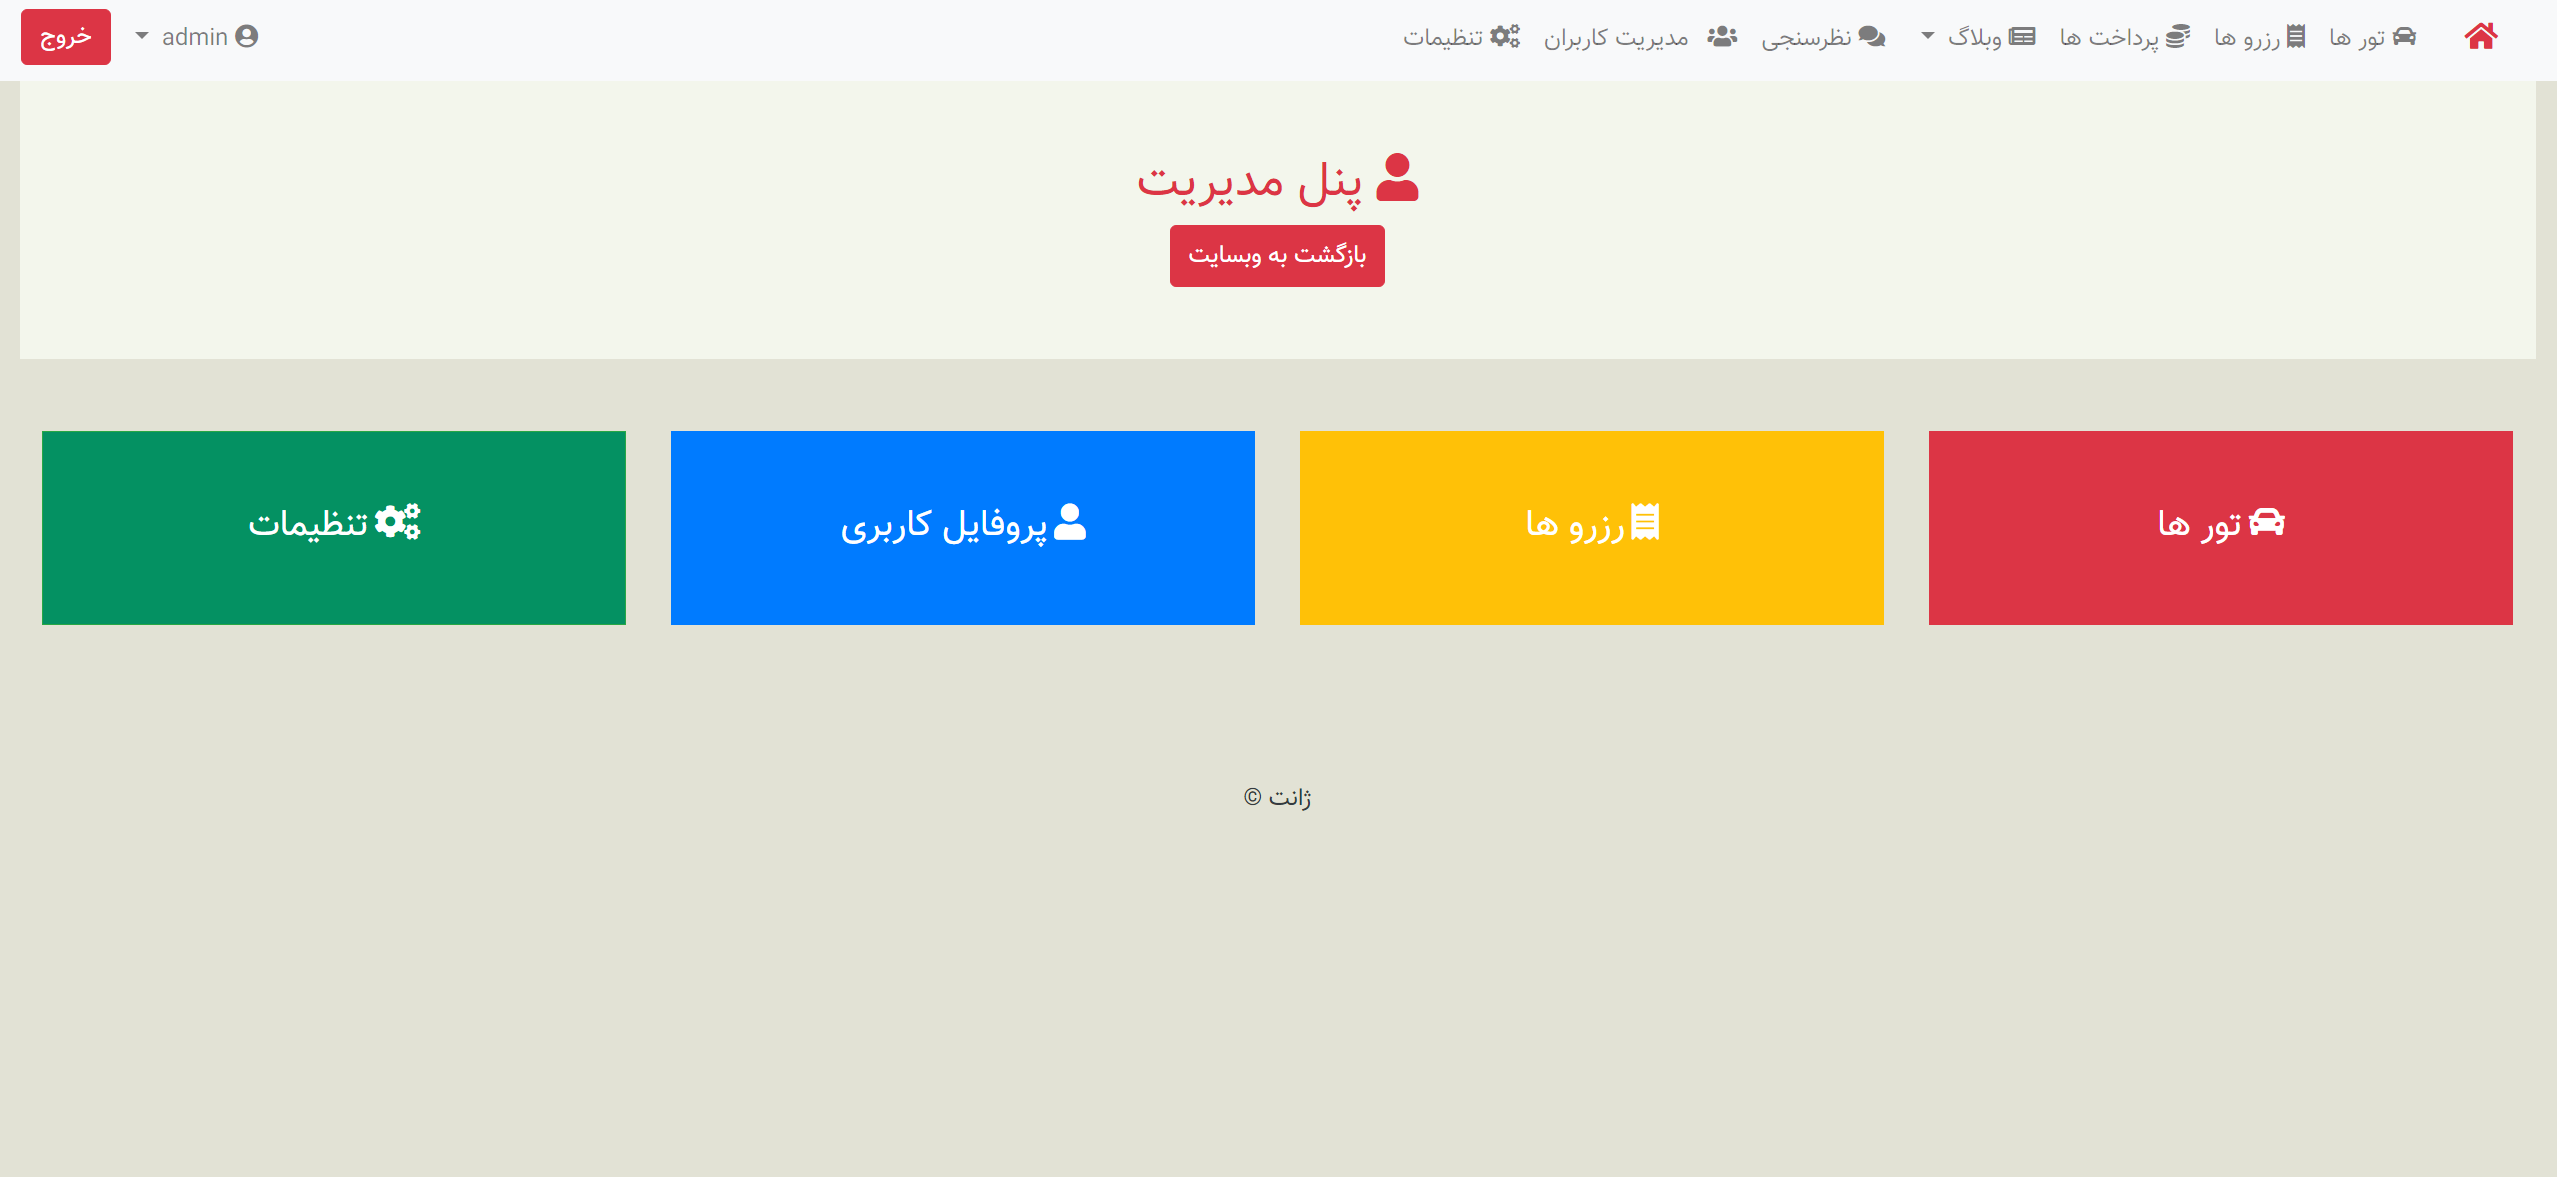 تور ها
رزرو ها
پرداخت ها
وبلاگ
نظرسنجی
مدیریت کاربران
تنظیمات
admin
خروج
پنل مدیریت
بازگشت به وبسایت
تور ها
رزرو ها
پروفایل کاربری
تنظیمات
ژانت ©